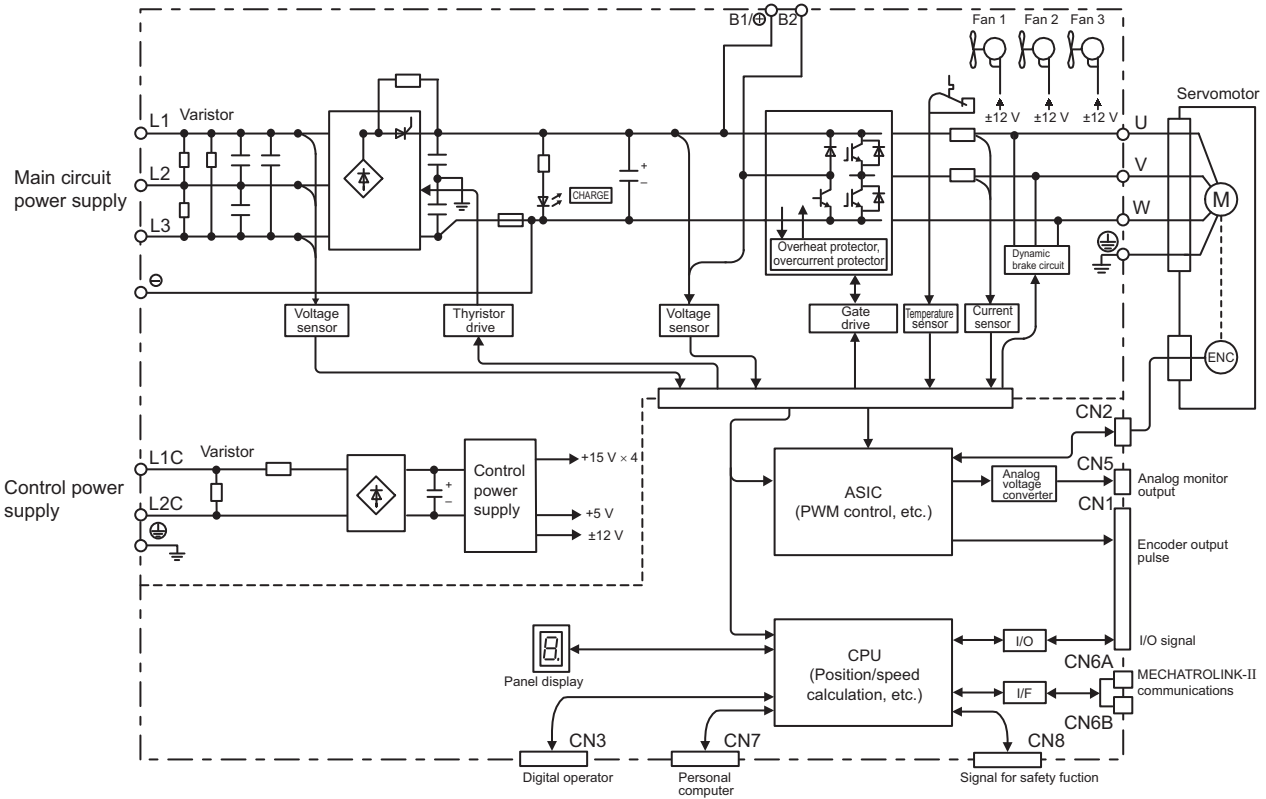 B1/⊕ B2
Fan 1 Fan 2 Fan 3
±12 V ±12 V ±12 V
Servomotor
Main circuit
power supply
L1
Varistor
L2
L3
⊖
+
–
CHARGE
Overheat protector,
overcurrent protector
U
V
W
M
ENC
Dynamic
brake circuit
Voltage
sensor
Thyristor
drive
Voltage
sensor
Gate
drive
Temperature
sensor
Current
sensor
Control power
supply
L1C
Varistor
L2C
+
–
Control
power
supply
+15 V × 4
+5 V
±12 V
ASIC
(PWM control, etc.)
Analog
voltage
converter
CN2
CN5
Analog monitor
output
CN1
Encoder output
pulse
I/O signal
CPU
(Position/speed
calculation, etc.)
I/O
I/F
CN6A
MECHATROLINK-II
communications
CN6B
8.
Panel display
CN3
Digital operator
CN7
Personal
computer
CN8
Signal for safety fuction